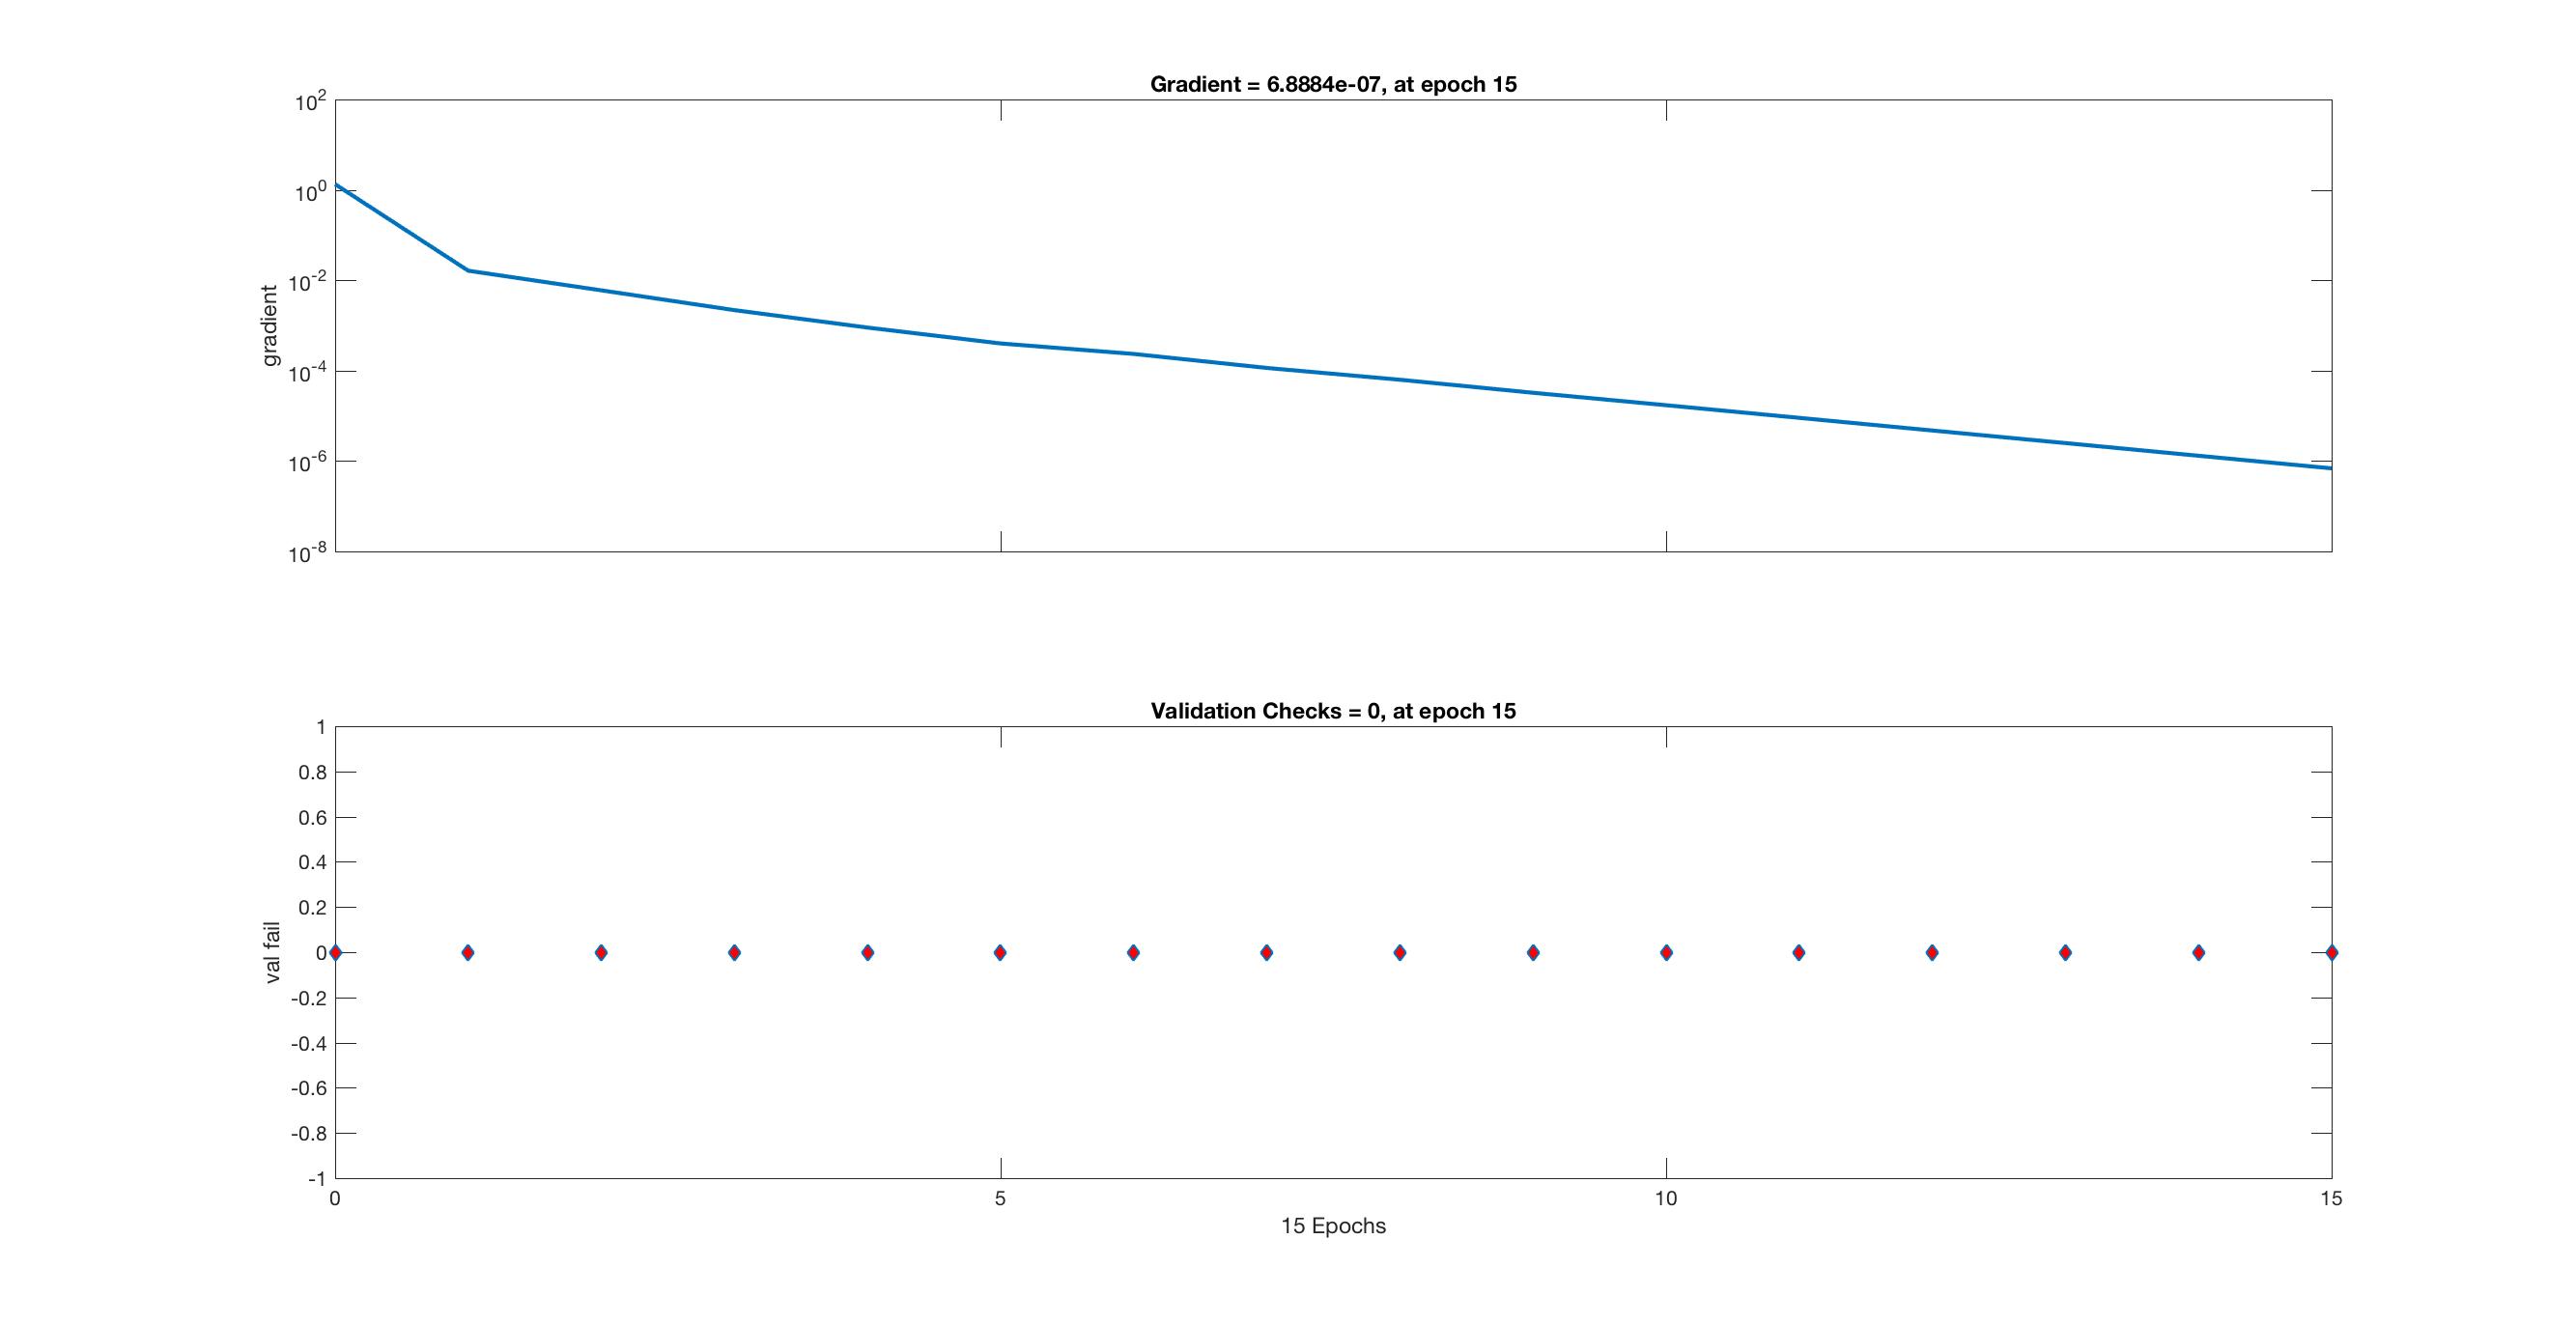 Gradient = 6.8884e-07, at epoch 15
10^2
10^0
10^-2
10^-4
10^-6
10^-8
gradient
Validation Checks = 0, at epoch 15
1
0.8
0.6
0.4
0.2
0
-0.2
-0.4
-0.6
-0.8
-1
val fail
0 5 10 15
15 Epochs